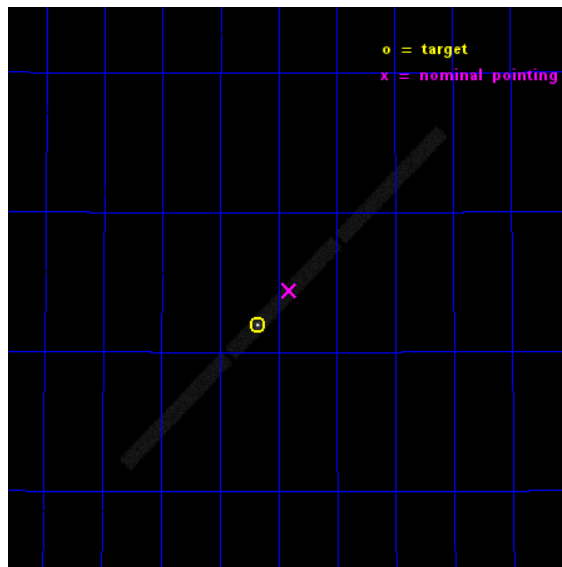 o = target
x = nominal pointing